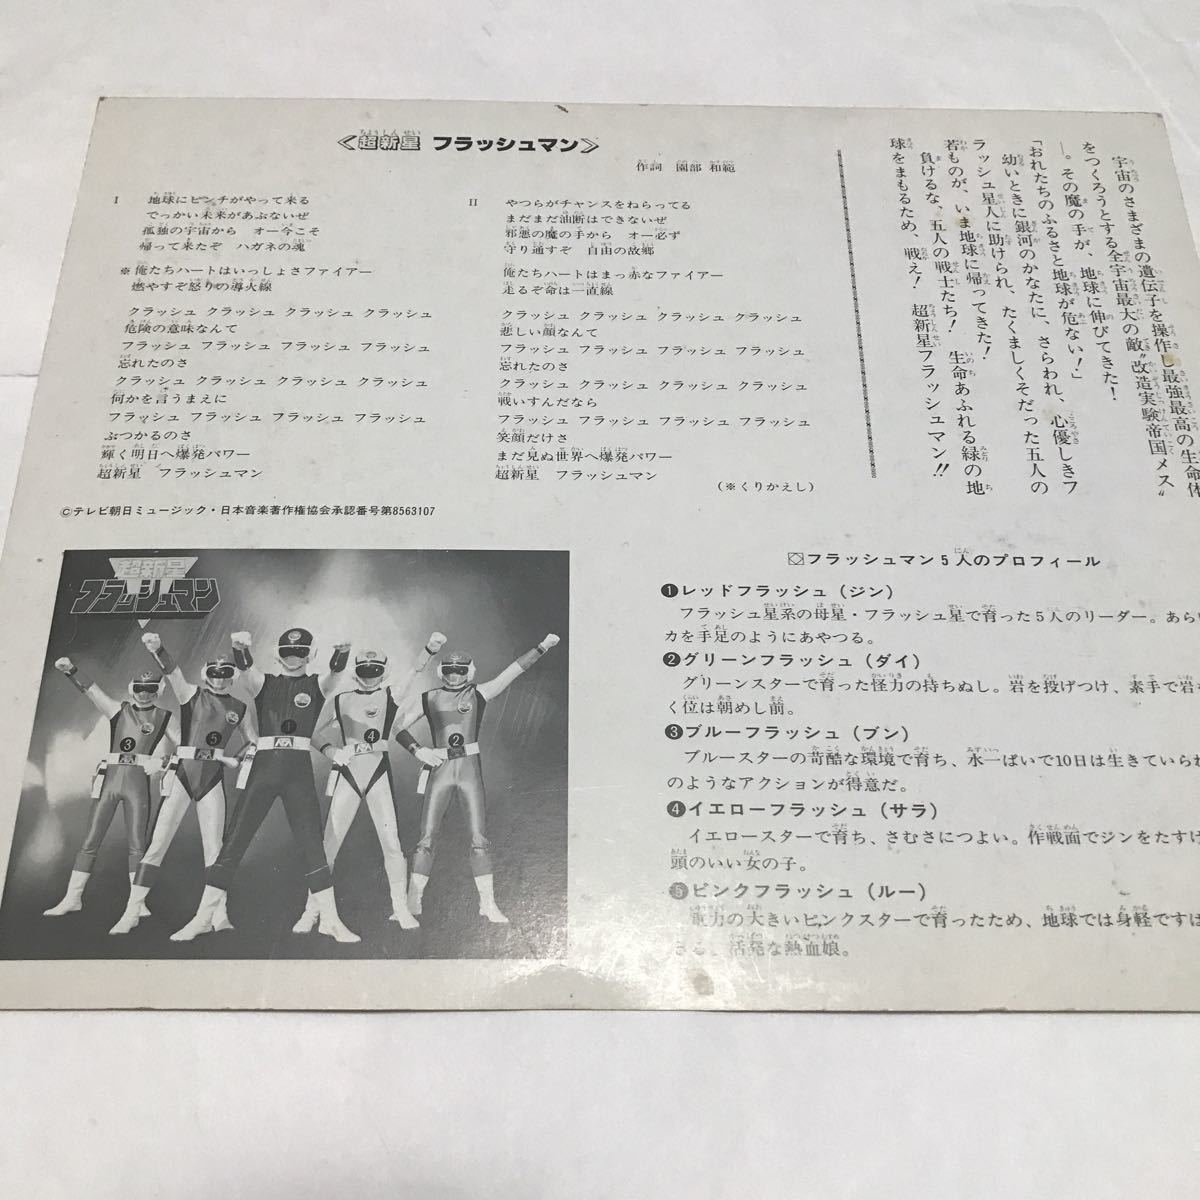 〈超新星 フラッシュマン〉
作詞 園部 和範
I 地球にピンチがやって来る
でっかい未来があぶないぜ
孤独の宇宙から オー今こそ
帰って来たぞ ハガネの魂
※俺たちハートはいっしょさファイアー
燃やすぞ怒りの導火線
クラッシュ クラッシュ クラッシュ クラッシュ
危険の意味なんて
フラッシュ フラッシュ フラッシュ フラッシュ
忘れたのさ
クラッシュ クラッシュ クラッシュ クラッシュ
何かを言うまえに
フラッシュ フラッシュ フラッシュ フラッシュ
ぶつかるのさ
輝く明日へ爆発パワー
超新星 フラッシュマン
II やつらがチャンスをねらってる
まだまだ油断はできないぜ
邪悪の魔の手から オー必ず
守り通すぞ 自由の故郷
俺たちハートはまっ赤なファイアー
走るぞ命は一直線
クラッシュ クラッシュ クラッシュ クラッシュ
悲しい顔なんて
フラッシュ フラッシュ フラッシュ フラッシュ
忘れたのさ
クラッシュ クラッシュ クラッシュ クラッシュ
戦いすんだなら
フラッシュ フラッシュ フラッシュ フラッシュ
笑顔だけさ
まだ見ぬ世界へ爆発パワー
超新星 フラッシュマン
(※くりかえし)
©テレビ朝日ミュージック・日本音楽著作権協会承認番号第8563107
宇宙のさまざまの遺伝子を操作し最強最高の生命体
をつくろうとする全宇宙最大の敵〝改造実験帝国メス〟
―。その魔の手が、地球に伸びてきた!
「おれたちのふるさと地球が危ない!」
幼いときに銀河のかなたに、さらわれ、心優しきフ
ラッシュ星人に助けられ、たくましくそだった五人の
若ものが、いま地球に帰ってきた!
負けるな、五人の戦士たち! 生命あふれる緑の地
球をまもるため、戦え! 超新星フラッシュマン!!
超新星
フラッシュマン
3 5 1 4 2
フラッシュマン5人のプロフィール
❶レッドフラッシュ(ジン)
フラッシュ星系の母星・フラッシュ星で育った5人のリーダー。あら
カを手足のようにあやつる。
❷グリーンフラッシュ(ダイ)
グリーンスターで育った怪力の持ちぬし。岩を投げつけ、素手で岩
く位は朝めし前。
❸ブルーフラッシュ(ブン)
ブルースターの苛酷な環境で育ち、水一ぱいで10日は生きていられ
のようなアクションが得意だ。
❹イエローフラッシュ(サラ)
イエロースターで育ち、さむさにつよい。作戦面でジンをたすけ
頭のいい女の子。
❺ピンクフラッシュ(ルー)
重力の大きいピンクスターで育ったため、地球では身軽ですば
さる、活発な熱血娘。